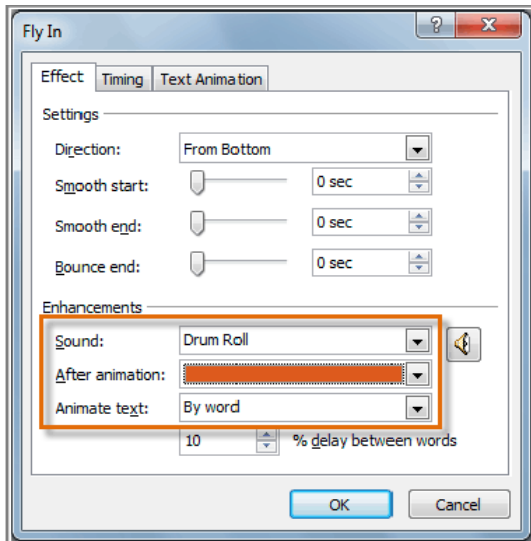 Fly In
Effect Timing Text Animation
Settings
Direction: From Bottom
Smooth start: 0 sec
Smooth end: 0 sec
Bounce end: 0 sec
Enhancements
Sound: Drum Roll
After animation:
Animate text: By word
10 % delay between words
OK Cancel